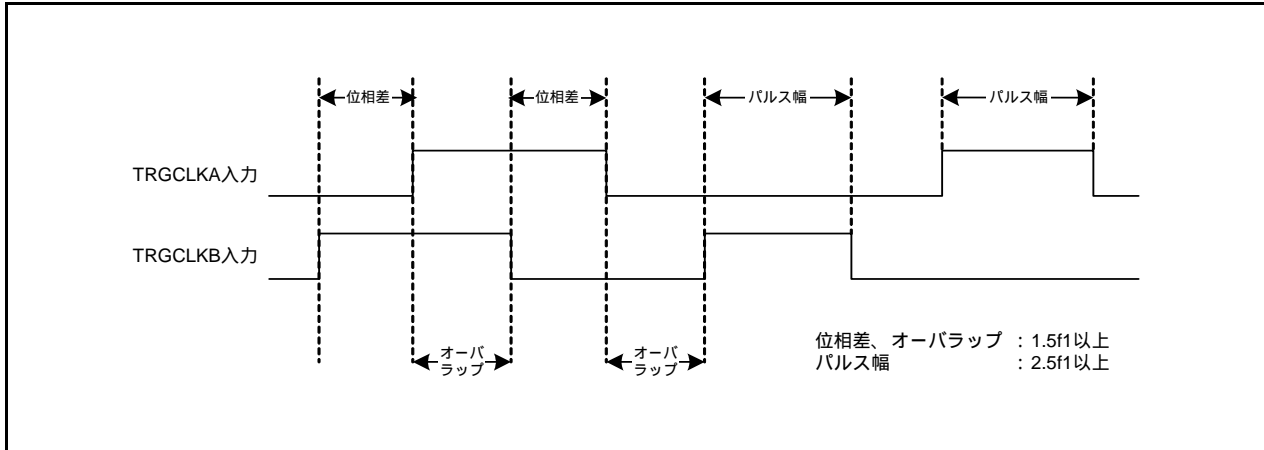 位相差
位相差
パルス幅
パルス幅
TRGCLKA入力
TRGCLKB入力
オーバ
ラップ
オーバ
ラップ
位相差、オーバラップ : 1.5f1以上
パルス幅 : 2.5f1以上